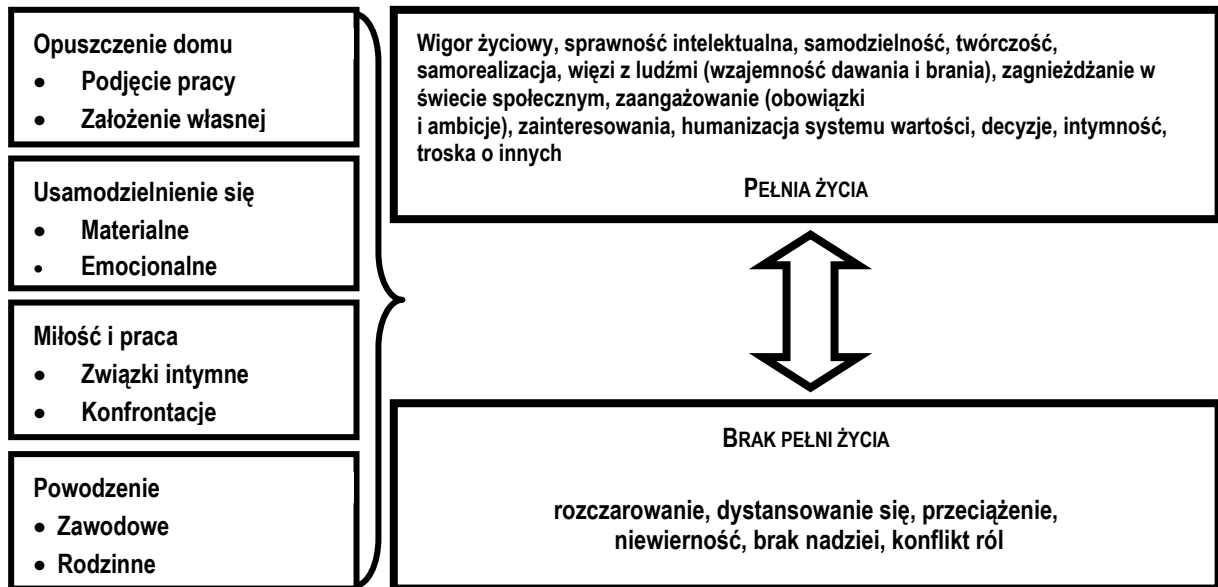 Opuszczenie domu
• Podjęcie pracy
• Założenie własnej
Usamodzielnienie się
• Materialne
• Emocjonalne
Miłość i praca
• Związki intymne
• Konfrontacje
Powodzenie
• Zawodowe
• Rodzinne
Wigor życiowy, sprawność intelektualna, samodzielność, twórczość,
samorealizacja, więzi z ludźmi (wzajemność dawania i brania), zagnieżdżanie w
świecie społecznym, zaangażowanie (obowiązki
i ambicje), zainteresowania, humanizacja systemu wartości, decyzje, intymność,
troska o innych
PEŁNIA ŻYCIA
BRAK PEŁNI ŻYCIA
rozczarowanie, dystansowanie się, przeciążenie,
niewierność, brak nadziei, konflikt ról